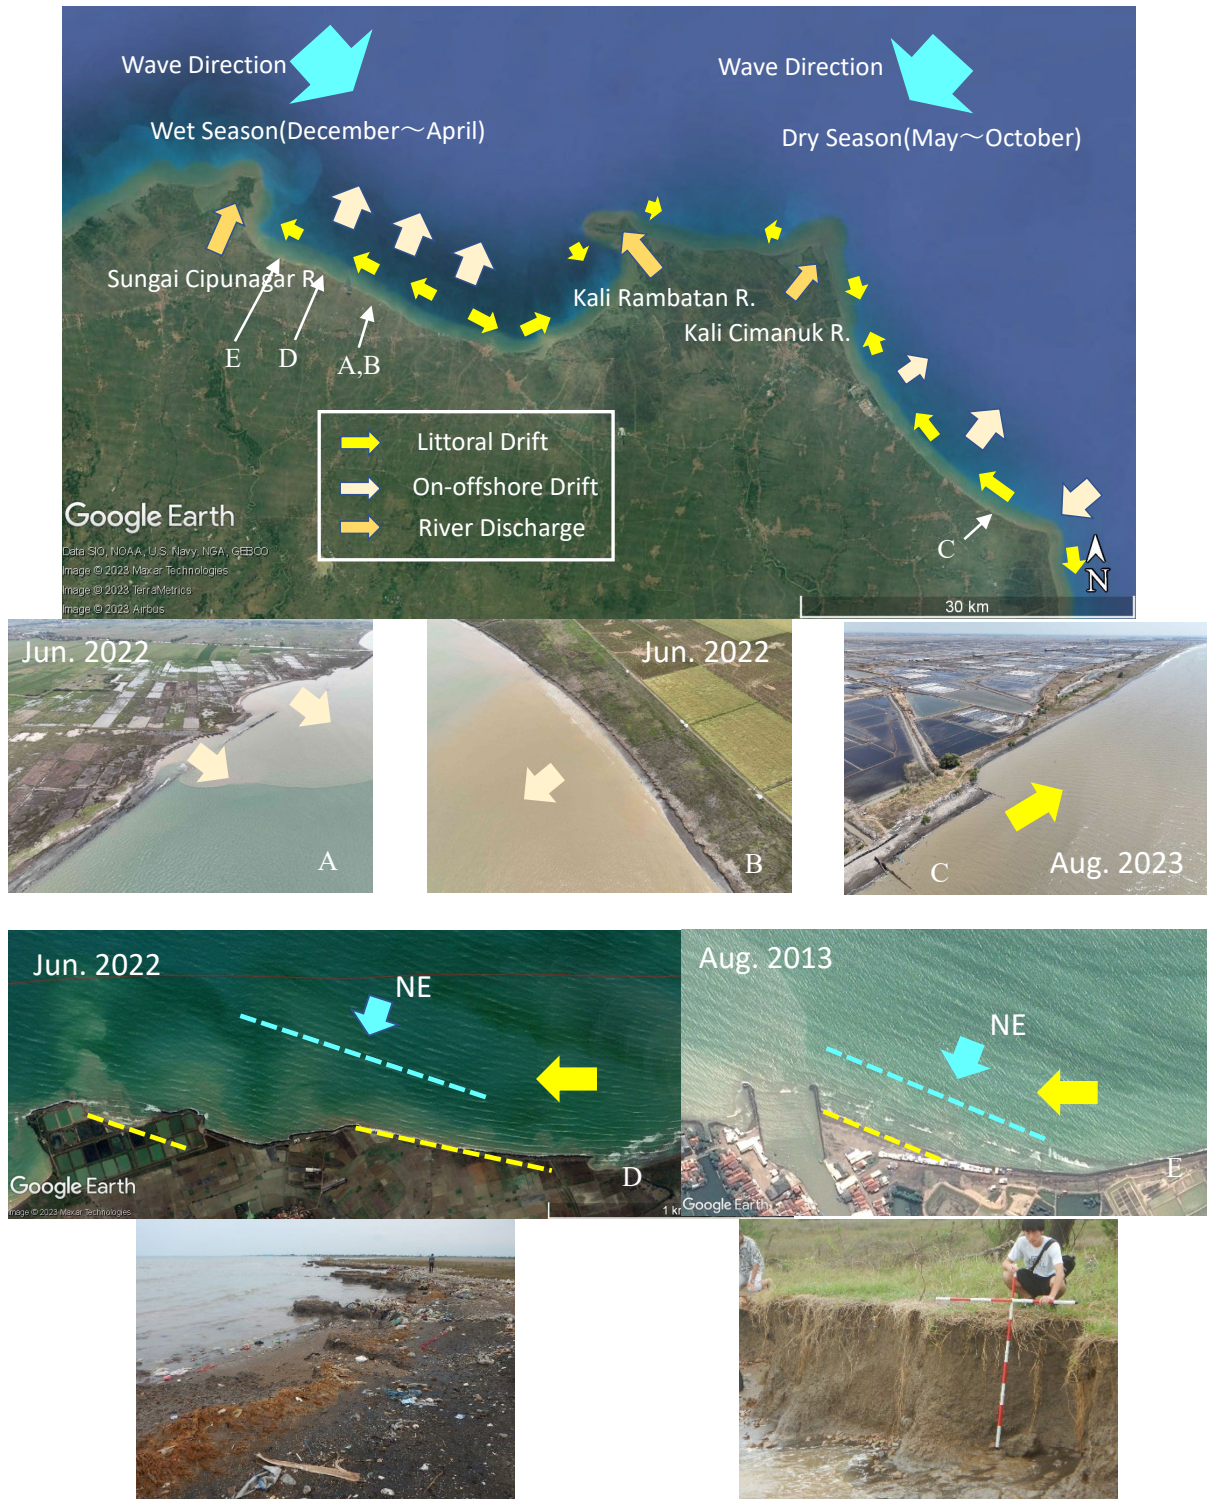 Wave Direction
Wave Direction
Wet Season(December～April)
Dry Season(May～October)
Sungai Cipunagar R.
Kali Rambatan R.
Kali Cimanuk R.
E
D
A,B
Littoral Drift
On-offshore Drift
River Discharge
C
N
30 km
Google Earth
Data SIO, NOAA, U.S. Navy, NGA, GEBCO
Image © 2023 Maxar Technologies
Image © 2023 TerraMetrics
Image © 2023 Airbus
Jun. 2022
A
Jun. 2022
B
Aug. 2023
C
Jun. 2022
NE
D
Google Earth
Image © 2023 Maxar Technologies
1 km
Aug. 2013
NE
E
Google Earth